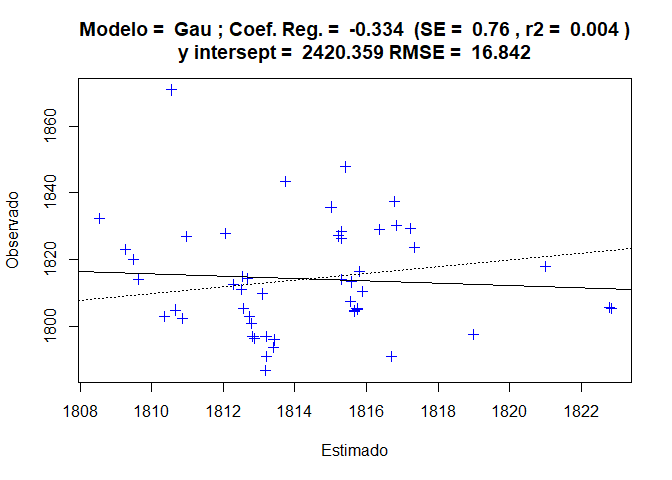 Modelo = Gau ; Coef. Reg. = -0.334 (SE = 0.76 , r2 = 0.004 )
y intersept = 2420.359 RMSE = 16.842
1860
1840
1820
1800
Observado
1808 1810 1812 1814 1816 1818 1820 1822
Estimado